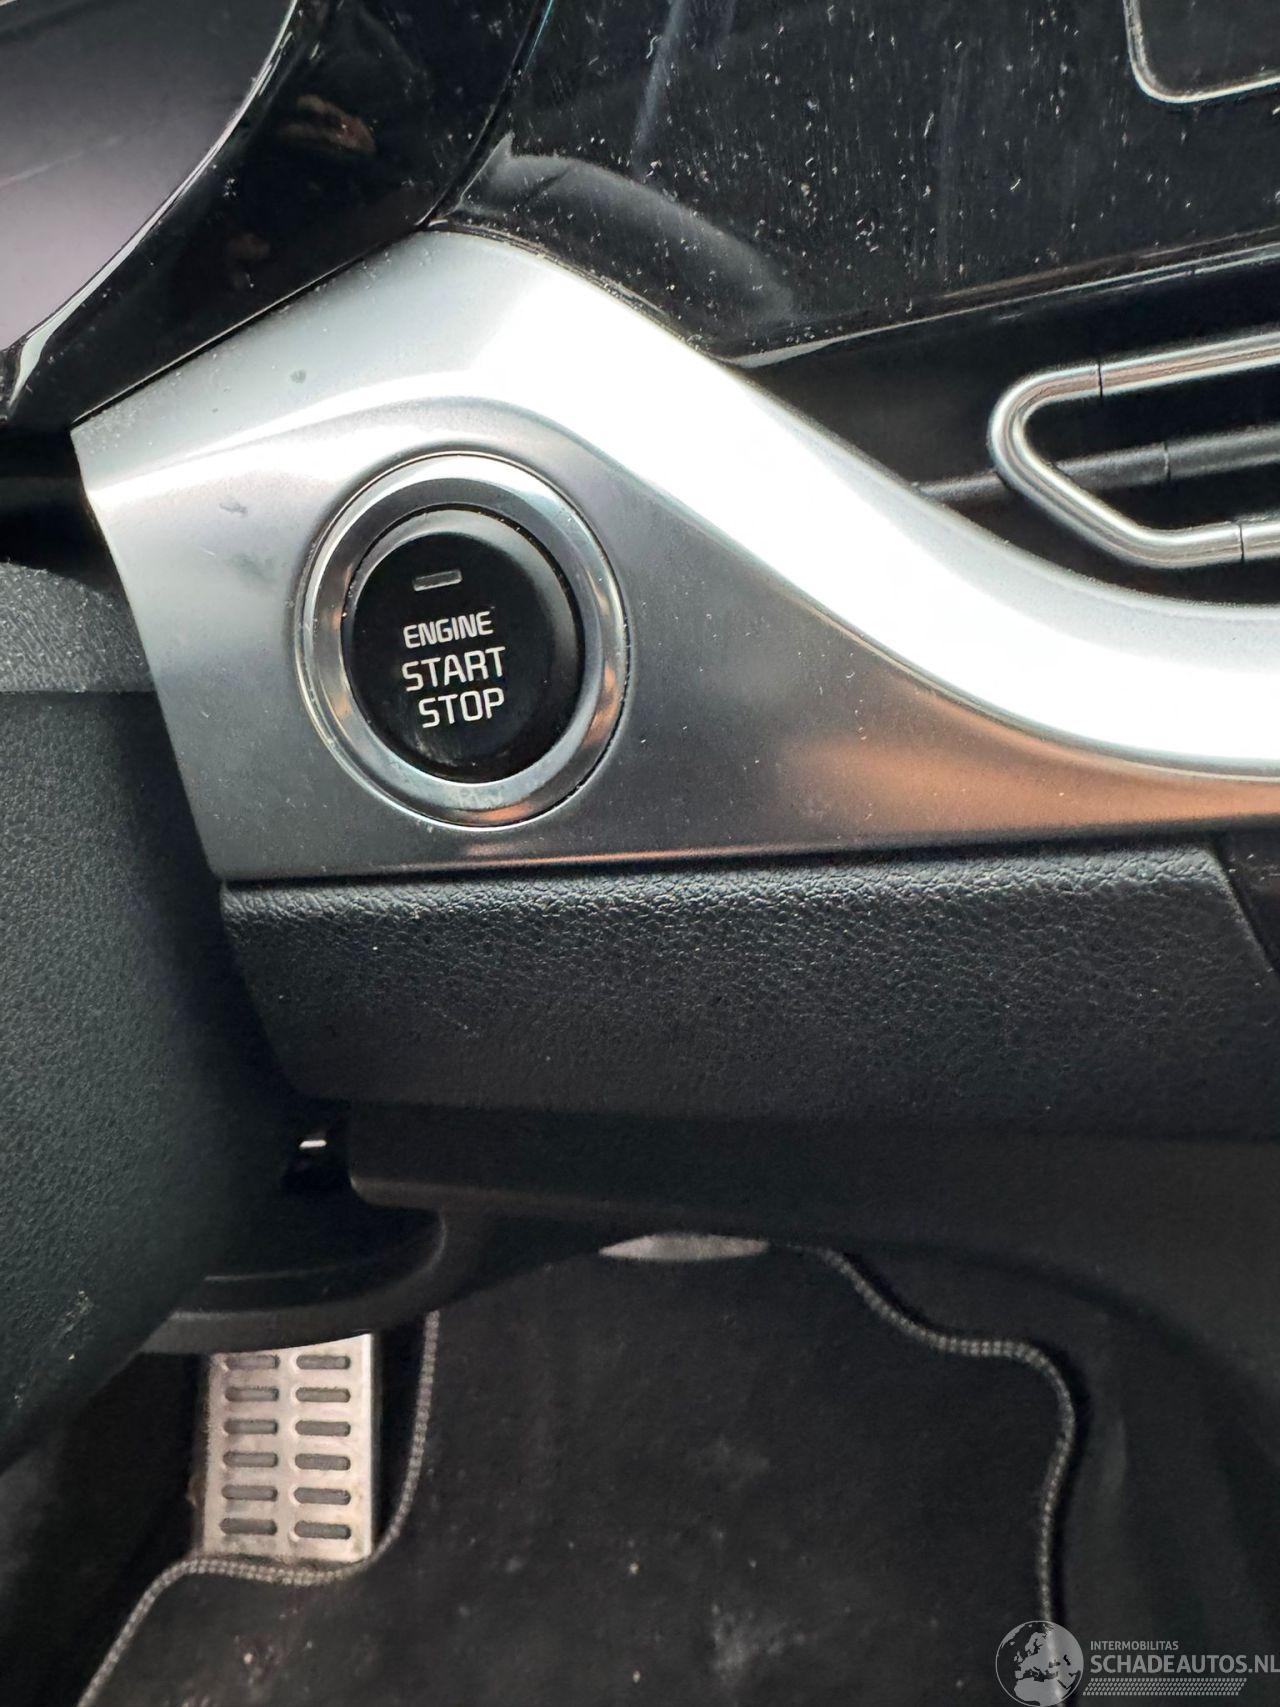 ENGINE
START
STOP
INTERMOBILITAS
SCHADEAUTOS.NL